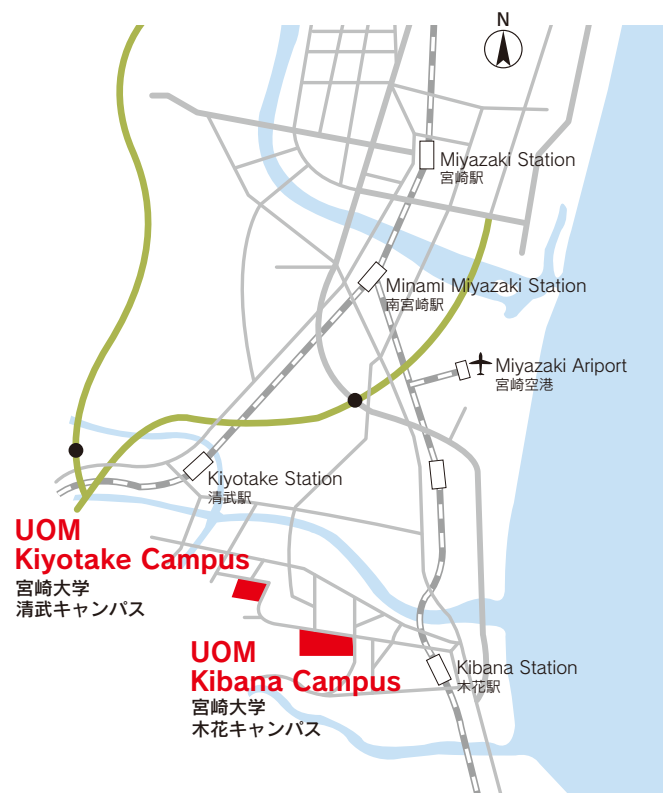 N
Miyazaki Station
宮崎駅
Minami Miyazaki Station
南宮崎駅
Miyazaki Ariport
宮崎空港
Kiyotake Station
清武駅
UOM
Kiyotake Campus
宮崎大学
清武キャンパス
UOM
Kibana Campus
宮崎大学
木花キャンパス
Kibana Station
木花駅